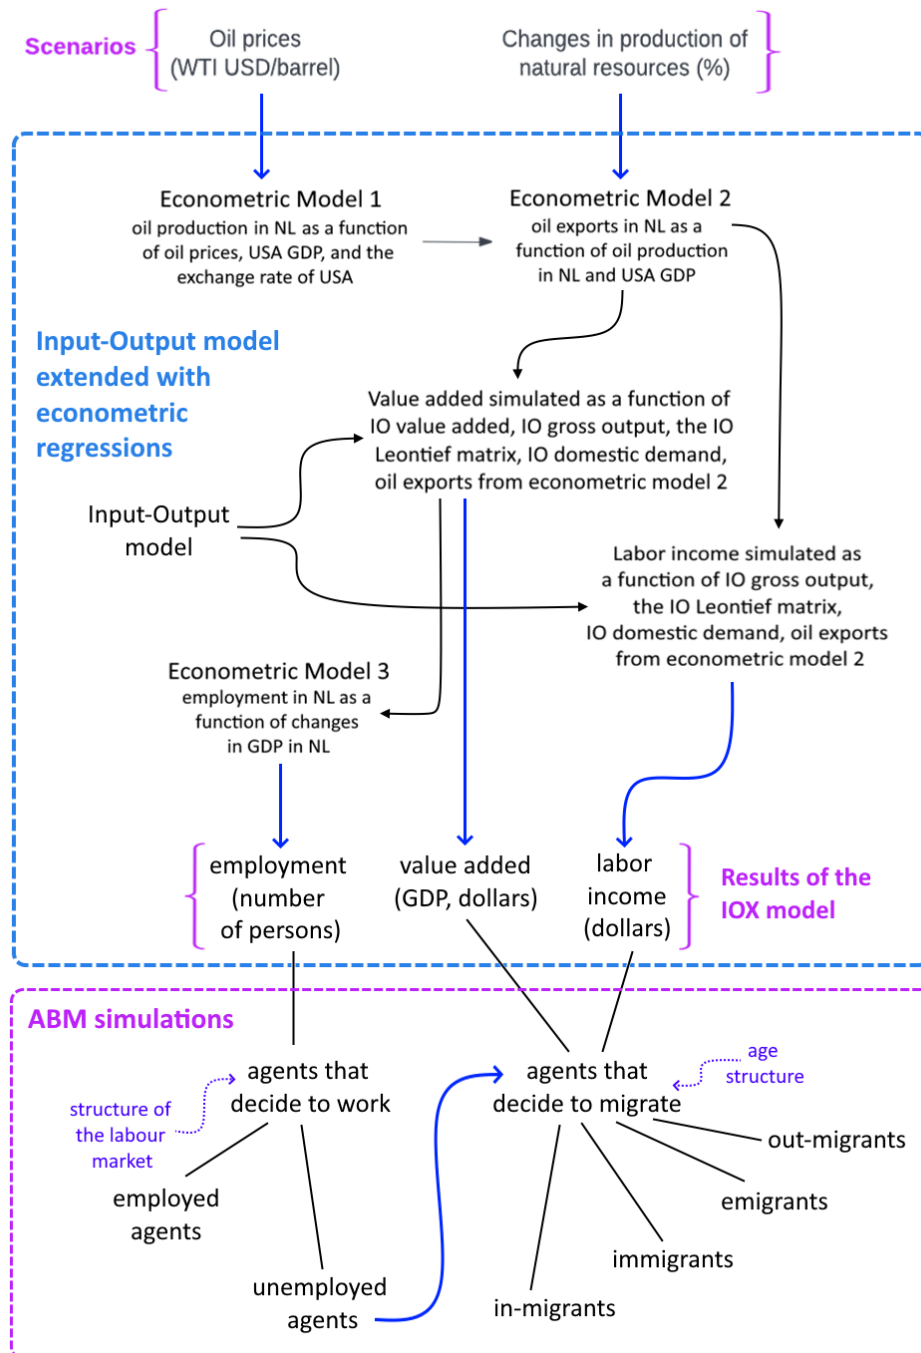 Scenarios
Oil prices
(WTI USD/barrel)
Changes in production of
natural resources (%)
Econometric Model 1
oil production in NL as a function
of oil prices, USA GDP, and the
exchange rate of USA
Econometric Model 2
oil exports in NL as a
function of oil production
in NL and USA GDP
Input-Output model
extended with
econometric
regressions
Value added simulated as a function of
IO value added, IO gross output, the IO
Leontief matrix, IO domestic demand,
oil exports from econometric model 2
Input-Output
model
Labor income simulated as
a function of IO gross output,
the IO Leontief matrix,
IO domestic demand, oil exports
from econometric model 2
Econometric Model 3
employment in NL as a
function of changes
in GDP in NL
employment
(number
of persons)
value added
(GDP, dollars)
labor
income
(dollars)
Results of the
IOX model
ABM simulations
agents that
decide to work
agents that
decide to migrate
age
structure
structure of
the labour
market
employed
agents
unemployed
agents
in-migrants
immigrants
emigrants
out-migrants